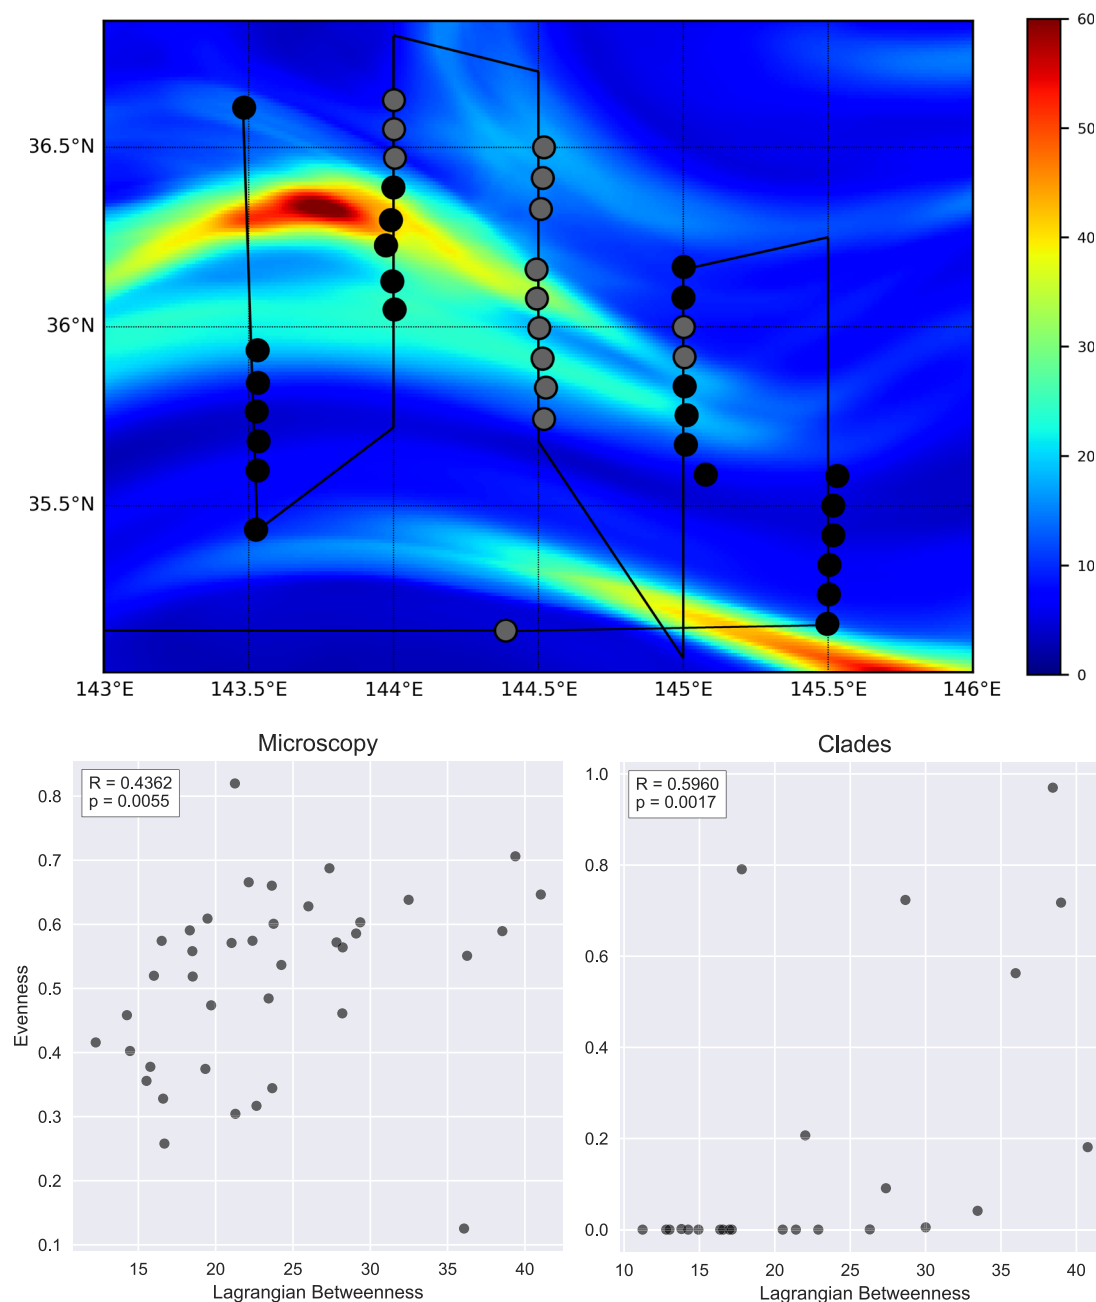 60
50
36.5°N
40
36°N
30
20
35.5°N
10
0
143°E 143.5°E 144°E 144.5°E 145°E 145.5°E 146°E
Microscopy
R = 0.4362
p = 0.0055
0.8
0.7
0.6
0.5
0.4
0.3
0.2
0.1
Evenness
15 20 25 30 35 40
Lagrangian Betweenness
Clades
R = 0.5960
p = 0.0017
1.0
0.8
0.6
0.4
0.2
0.0
10 15 20 25 30 35 40
Lagrangian Betweenness